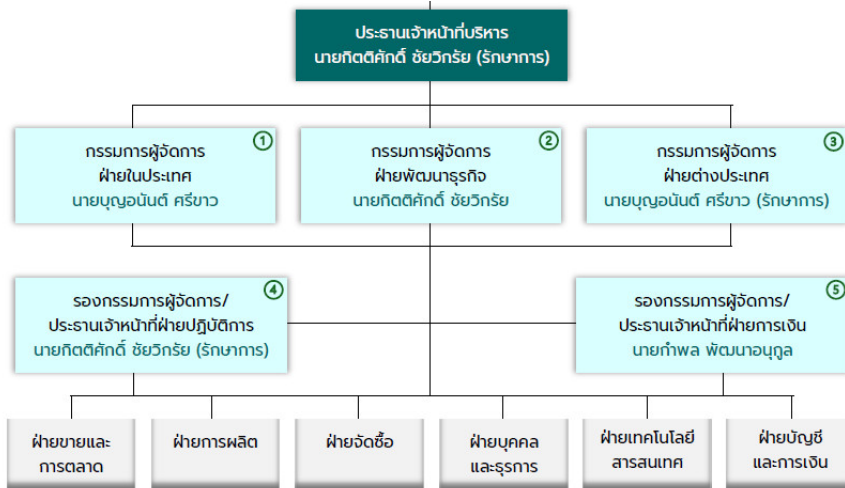 ประธานเจ้าหน้าที่บริหาร
นายกิตติศักดิ์ ชัยวิกรัย (รักษาการ)
①
กรรมการผู้จัดการ
ฝ่ายในประเทศ
นายบุญอนันต์ ศรีขาว
②
กรรมการผู้จัดการ
ฝ่ายพัฒนาธุรกิจ
นายกิตติศักดิ์ ชัยวิกรัย
③
กรรมการผู้จัดการ
ฝ่ายต่างประเทศ
นายบุญอนันต์ ศรีขาว (รักษาการ)
④
รองกรรมการผู้จัดการ/
ประธานเจ้าหน้าที่ฝ่ายปฏิบัติการ
นายกิตติศักดิ์ ชัยวิกรัย (รักษาการ)
⑤
รองกรรมการผู้จัดการ/
ประธานเจ้าหน้าที่ฝ่ายการเงิน
นายกำพล พัฒนาอนุกูล
ฝ่ายขายและ
การตลาด
ฝ่ายการผลิต
ฝ่ายจัดซื้อ
ฝ่ายบุคคล
และธุรการ
ฝ่ายเทคโนโลยี
สารสนเทศ
ฝ่ายบัญชี
และการเงิน